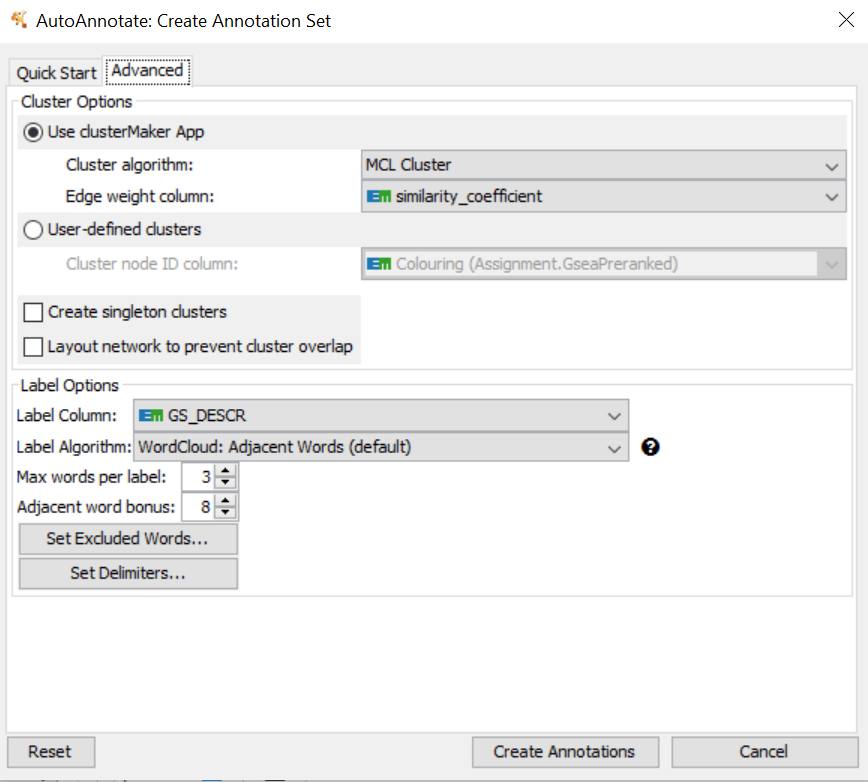 AutoAnnotate: Create Annotation Set
Quick Start Advanced
Cluster Options
Use clusterMaker App
Cluster algorithm: MCL Cluster
Edge weight column: Em similarity_coefficient
User-defined clusters
Cluster node ID column: Em Colouring (Assignment.GseaPreranked)
Create singleton clusters
Layout network to prevent cluster overlap
Label Options
Label Column: Em GS_DESCR
Label Algorithm: WordCloud: Adjacent Words (default) ?
Max words per label: 3
Adjacent word bonus: 8
Set Excluded Words...
Set Delimiters...
Reset Create Annotations Cancel